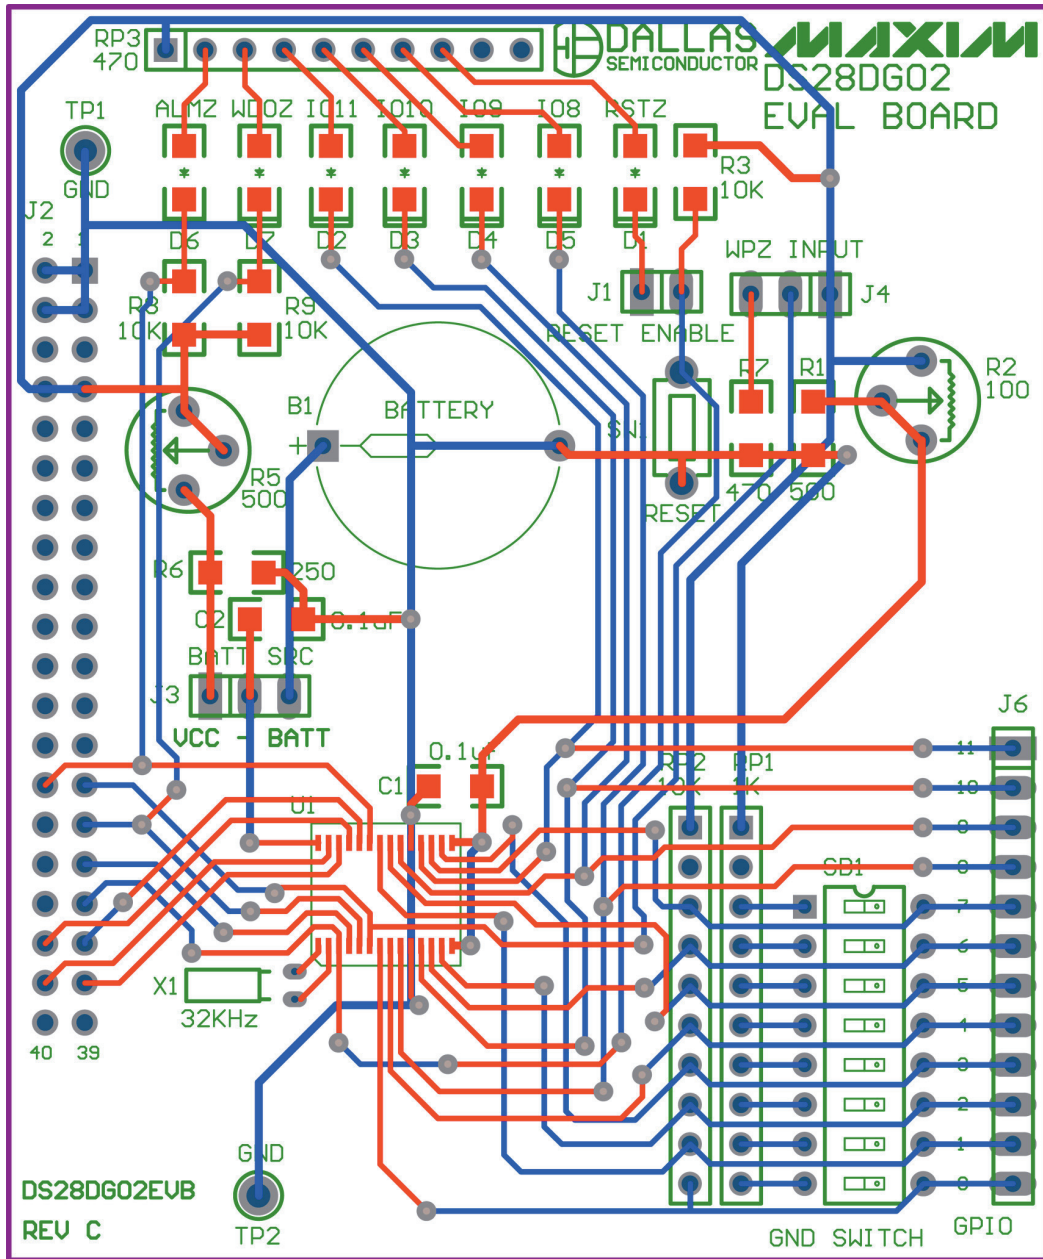 RP3
470
DALLAS
SEMICONDUCTOR
MAXIM
DS28DG02
EVAL BOARD
TP1
GND
ALMZ WDOZ IO11 IO10 IO9 IO8 RSTZ
* * * * * * *
R3
10K
J2
2 1
D6 D7 D2 D3 D4 D5 D1
WPZ INPUT
J1
J4
R8
10K
R9
10K
RESET ENABLE
R7 R1
R2
100
B1
BATTERY
+
SW1
R5
500
470 500
RESET
R6
250
C2
0.1uF
BATT SRC
J3
VCC - BATT
J6
0.1uF
C1
RP2 RP1
10K 1K
U1
SB1
11
10
9
8
7
6
5
4
3
2
1
0
X1
32KHz
40 39
GND
TP2
DS28DG02EVB
REV C
GND SWITCH
GPIO